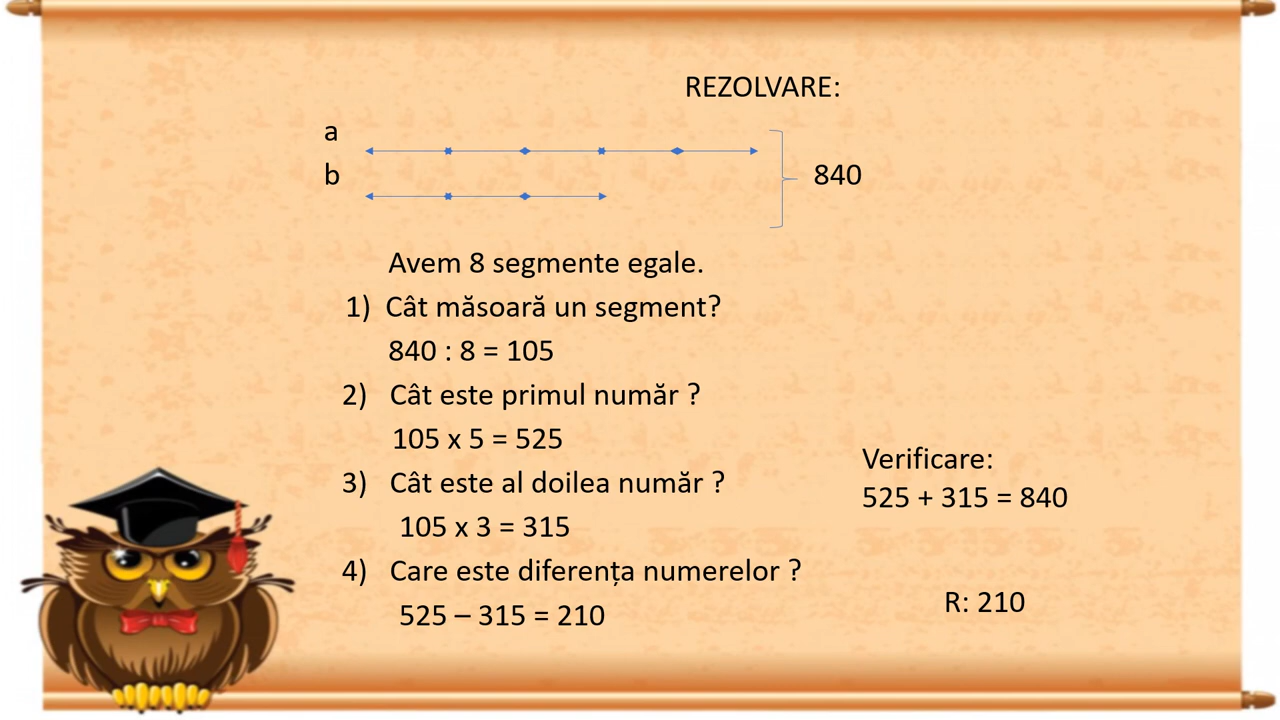 REZOLVARE:
a
b
840
Avem 8 segmente egale.
1) Cât măsoară un segment?
840 : 8 = 105
2) Cât este primul număr ?
105 x 5 = 525
3) Cât este al doilea număr ?
105 x 3 = 315
4) Care este diferența numerelor ?
525 – 315 = 210
Verificare:
525 + 315 = 840
R: 210